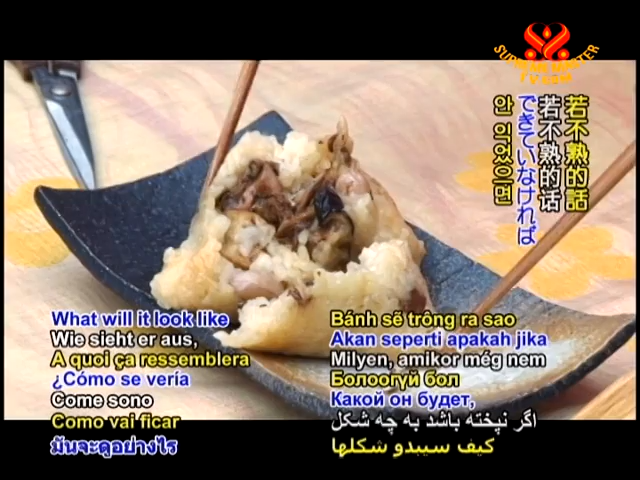 SUPREME MASTER
TV.COM
若不熟的話
若不熟的话
できていなければ
안 익었으면
What will it look like
Wie sieht er aus,
A quoi ça ressemblera
¿Cómo se vería
Come sono
Como vai ficar
มันจะดูอย่างไร
Bánh sẽ trông ra sao
Akan seperti apakah jika
Milyen, amikor még nem
Болоогүй бол
Какой он будет,
اگر نپخته باشد به چه شکل
كيف سيبدو شكلها